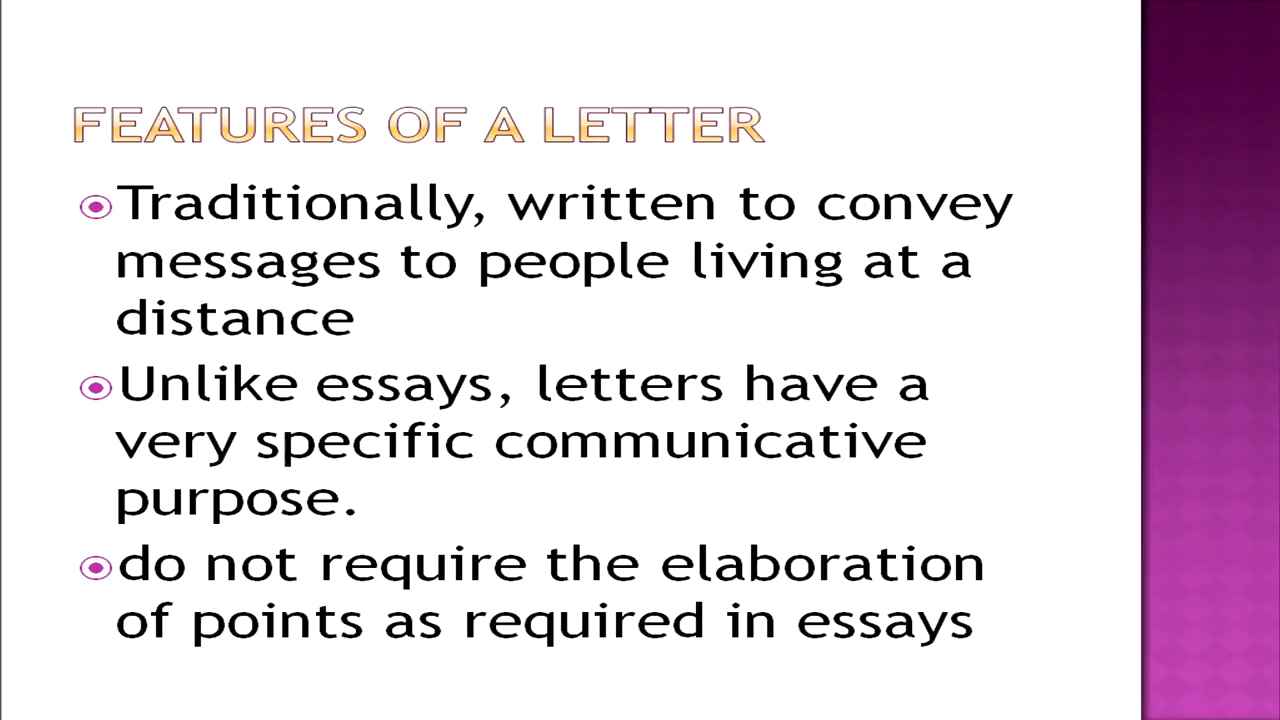 FEATURES OF A LETTER
Traditionally, written to convey
messages to people living at a
distance
Unlike essays, letters have a
very specific communicative
purpose.
do not require the elaboration
of points as required in essays